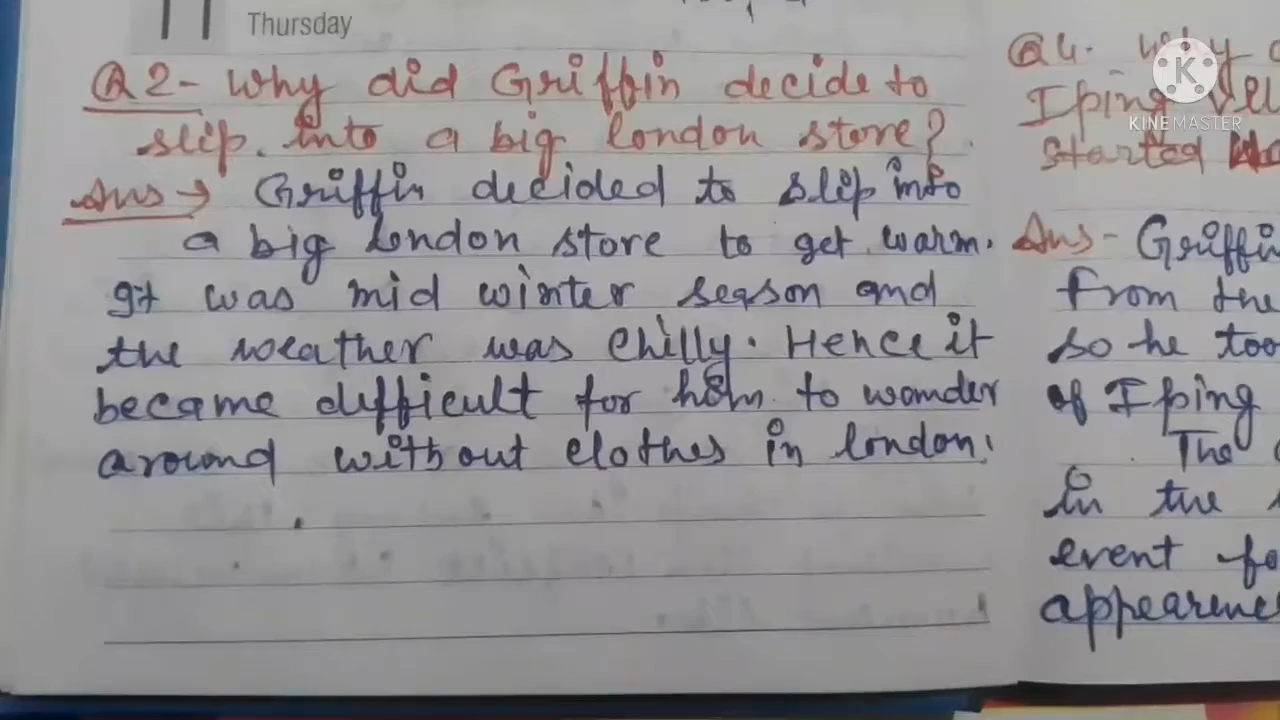 11
Thursday
Q2- Why did Griffin decide to
slip into a big london store?
Ans → Griffin decided to slip into
a big london store to get warm.
It was mid winter season and
the weather was chilly. Hence it
became difficult for him to wander
around without clothes in london.
Q4. Why
Iping
started
Ans - Griffin
from the
so he too
of Iping
The
in the
event fo
appearence
KINEMASTER